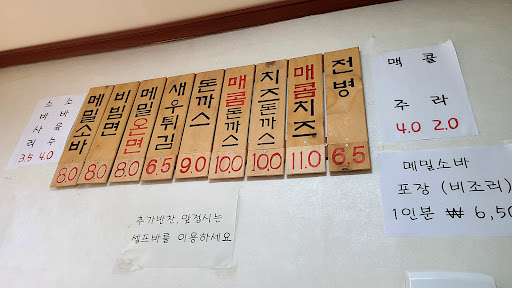 소바사리 3.5
소바육수 4.0
메밀소바 8.0
비빔면 8.0
메밀온면 8.0
새우튀김 6.5
돈까스 9.0
매콤돈까스 10.0
치즈돈까스 10.0
매콤치즈 11.0
전병 6.5
맥주 4.0
콜라 2.0
메밀소바
포장 (비조리)
1인분 ₩ 6,50
추가반찬, 앞접시는
셀프바를 이용하세요